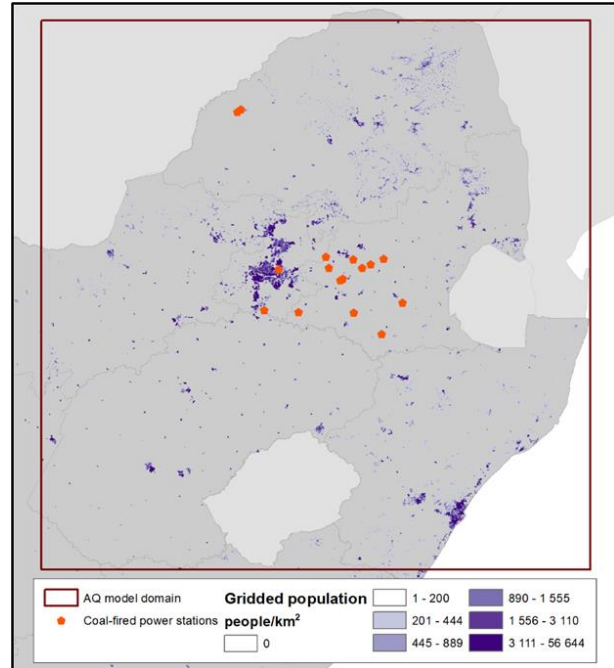 AQ model domain
Coal-fired power stations
Gridded population
people/km²
0
1 - 200
201 - 444
445 - 889
890 - 1 555
1 556 - 3 110
3 111 - 56 644